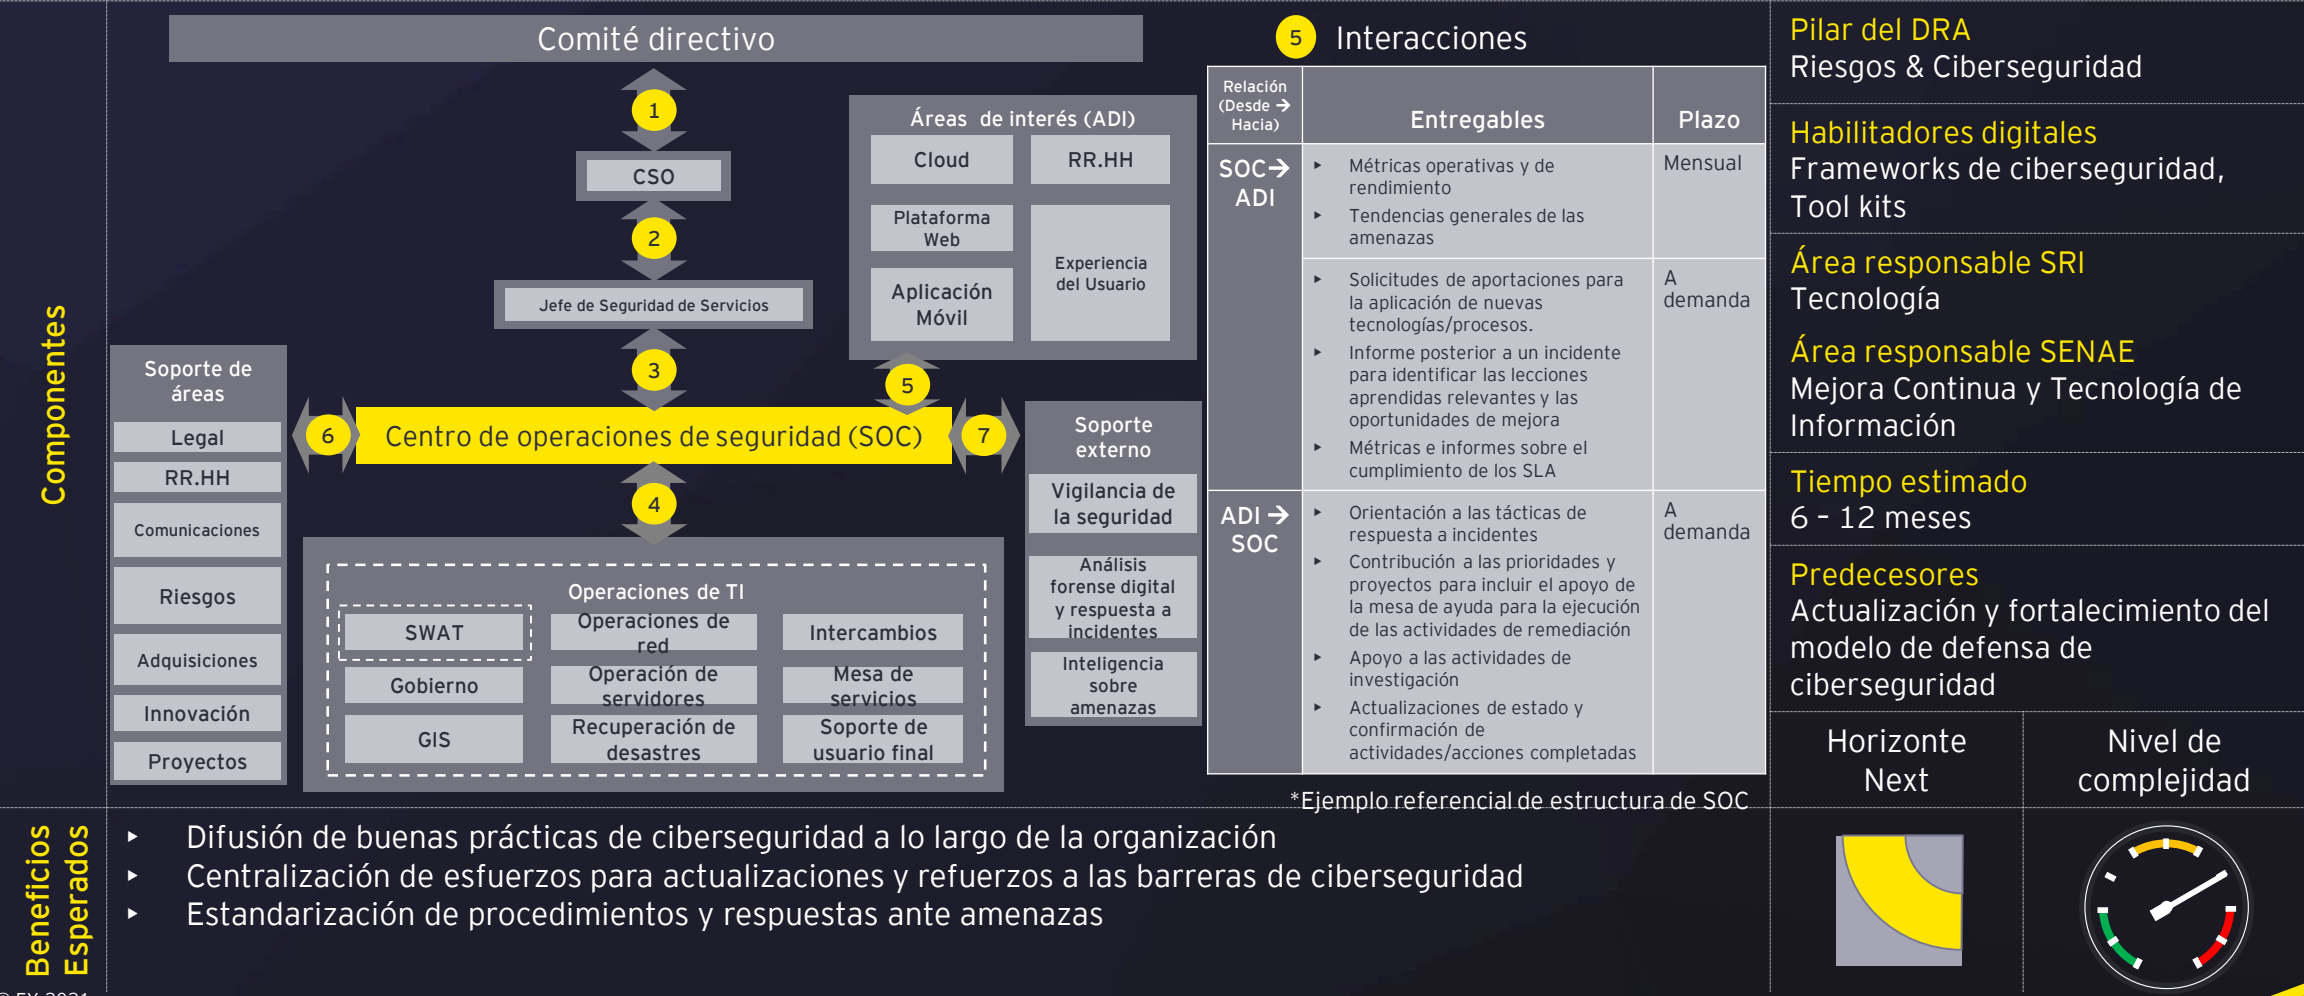 Componentes
Comité directivo
1
CSO
2
Jefe de Seguridad de Servicios
3
Áreas de interés (ADI)
Cloud
RR.HH
Plataforma
Web
Experiencia
del Usuario
Aplicación
Móvil
5
Soporte de
áreas
Legal
RR.HH
Comunicaciones
Riesgos
Adquisiciones
Innovación
Proyectos
6
Centro de operaciones de seguridad (SOC)
7
Soporte
externo
Vigilancia de
la seguridad
Análisis
forense digital
y respuesta a
incidentes
Inteligencia
sobre
amenazas
4
Operaciones de TI
SWAT
Operaciones de
red
Intercambios
Gobierno
Operación de
servidores
Mesa de
servicios
GIS
Recuperación de
desastres
Soporte de
usuario final
5 Interacciones
Relación
(Desde →
Hacia)
Entregables
Plazo
SOC→
ADI
▸ Métricas operativas y de
rendimiento
▸ Tendencias generales de las
amenazas
Mensual
▸ Solicitudes de aportaciones para
la aplicación de nuevas
tecnologías/procesos.
▸ Informe posterior a un incidente
para identificar las lecciones
aprendidas relevantes y las
oportunidades de mejora
▸ Métricas e informes sobre el
cumplimiento de los SLA
A
demanda
ADI →
SOC
▸ Orientación a las tácticas de
respuesta a incidentes
▸ Contribución a las prioridades y
proyectos para incluir el apoyo de
la mesa de ayuda para la ejecución
de las actividades de remediación
▸ Apoyo a las actividades de
investigación
▸ Actualizaciones de estado y
confirmación de
actividades/acciones completadas
A
demanda
*Ejemplo referencial de estructura de SOC
Pilar del DRA
Riesgos & Ciberseguridad
Habilitadores digitales
Frameworks de ciberseguridad,
Tool kits
Área responsable SRI
Tecnología
Área responsable SENAE
Mejora Continua y Tecnología de
Información
Tiempo estimado
6 – 12 meses
Predecesores
Actualización y fortalecimiento del
modelo de defensa de
ciberseguridad
Horizonte
Next
Nivel de
complejidad
Beneficios
Esperados
▸ Difusión de buenas prácticas de ciberseguridad a lo largo de la organización
▸ Centralización de esfuerzos para actualizaciones y refuerzos a las barreras de ciberseguridad
▸ Estandarización de procedimientos y respuestas ante amenazas
© EY 2021